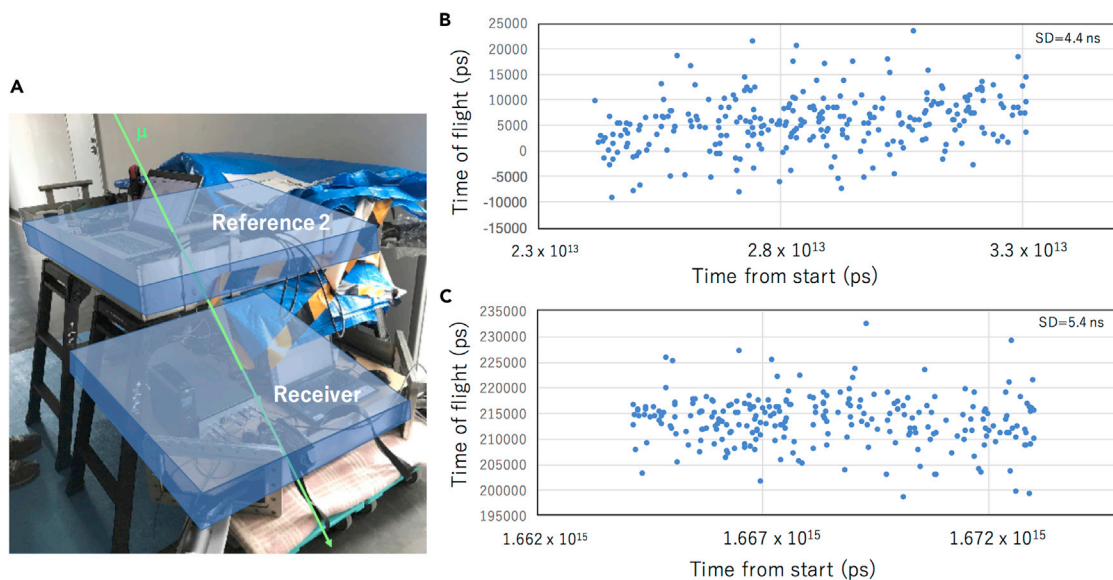 A
μ
Reference 2
Receiver
B
Time of flight (ps)
25000
20000
15000
10000
5000
0
-5000
-10000
-15000
SD=4.4 ns
2.3 x 10¹³
2.8 x 10¹³
3.3 x 10¹³
Time from start (ps)
C
Time of flight (ps)
235000
230000
225000
220000
215000
210000
205000
200000
195000
SD=5.4 ns
1.662 x 10¹⁵
1.667 x 10¹⁵
1.672 x 10¹⁵
Time from start (ps)